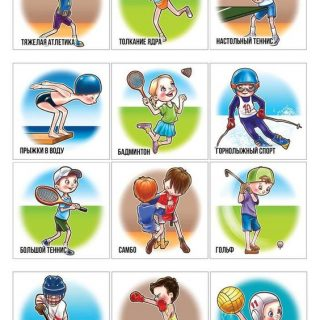 ТЯЖЕЛАЯ АТЛЕТИКА
ТОЛКАНИЕ ЯДРА
НАСТОЛЬНЫЙ ТЕННИС
ПРЫЖКИ В ВОДУ
БАДМИНТОН
ГОРНОЛЫЖНЫЙ СПОРТ
БОЛЬШОЙ ТЕННИС
САМБО
ГОЛЬФ